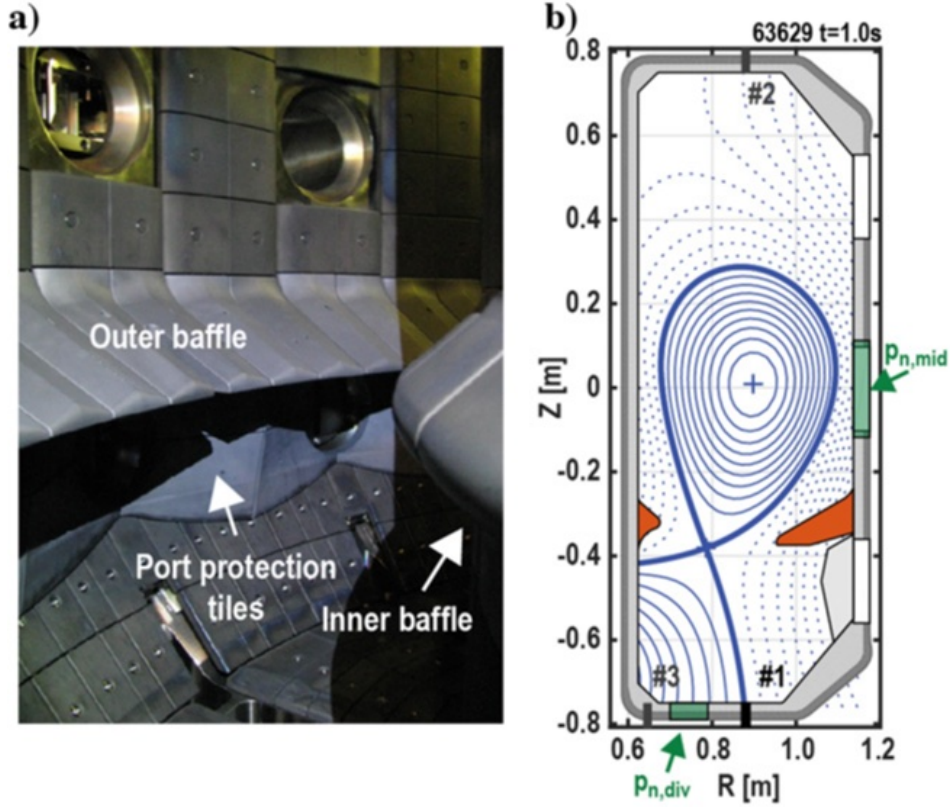 a)
Outer baffle
Port protection
tiles
Inner baffle
b)
63629 t=1.0s
0.8
0.6
0.4
0.2
0
-0.2
-0.4
-0.6
-0.8
Z [m]
#2
pn,mid
#3
#1
0.6
0.8
1.0
1.2
pn,div
R [m]